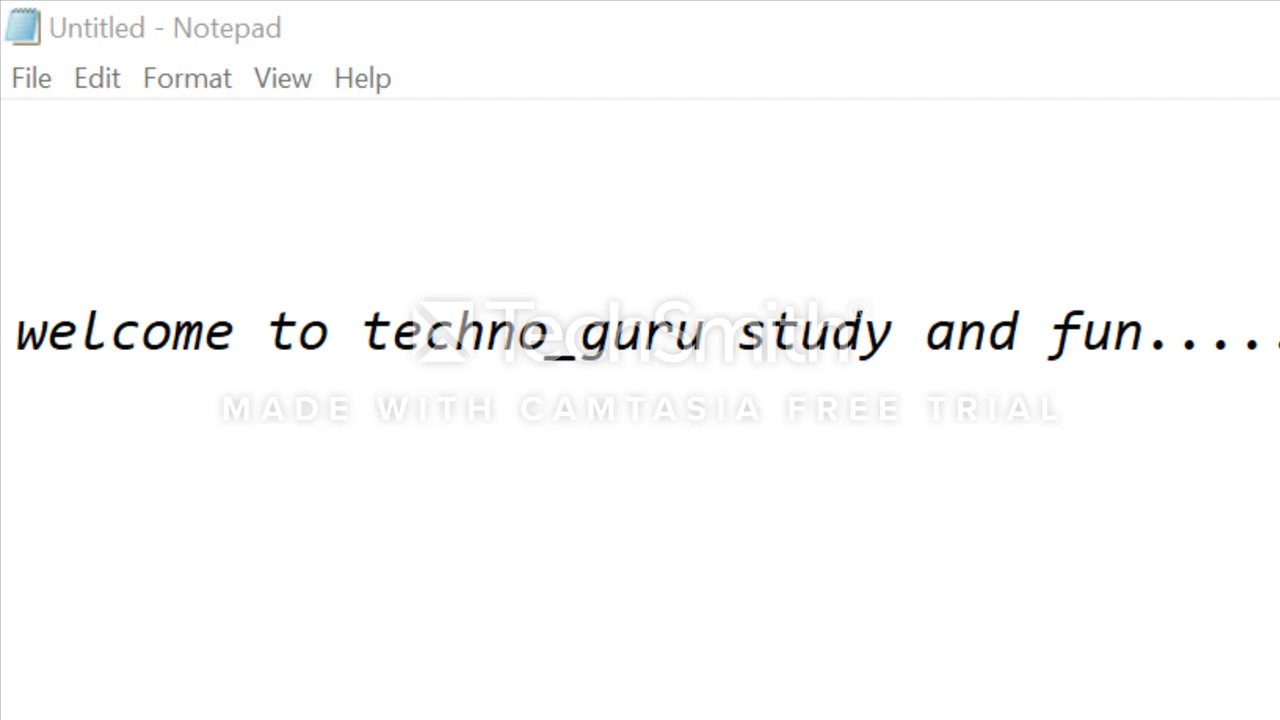 Untitled - Notepad
File Edit Format View Help
welcome to techno_guru study and fun.....
TechSmith®
MADE WITH CAMTASIA FREE TRIAL